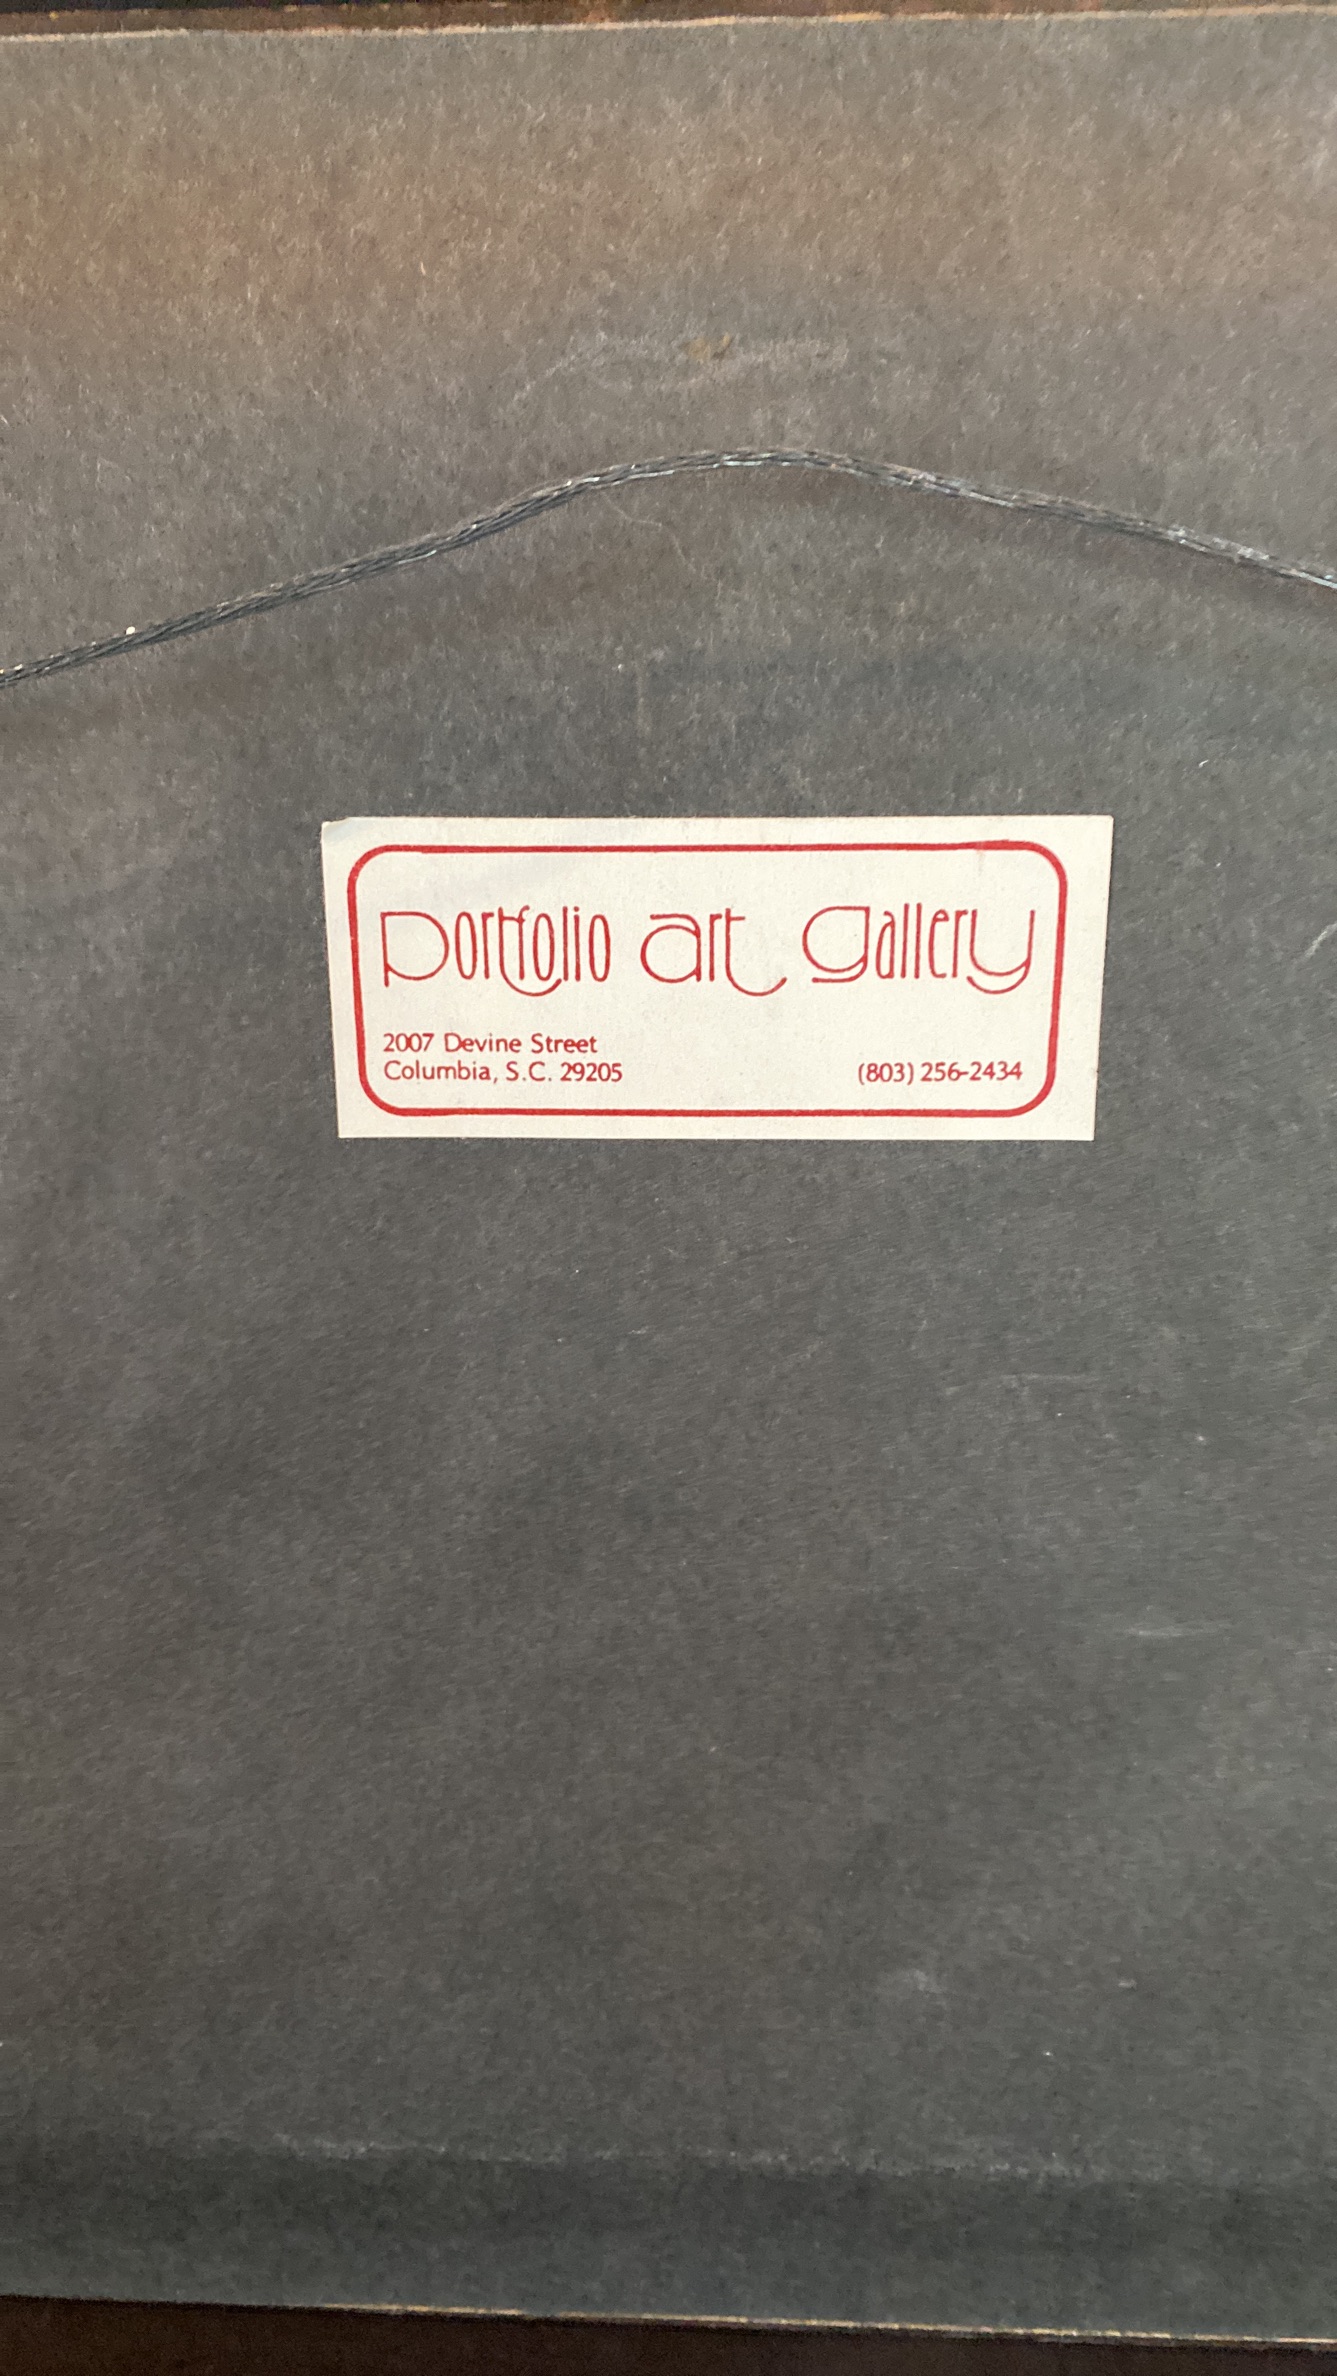 Portfolio art gallery
2007 Devine Street
Columbia, S.C. 29205
(803) 256-2434